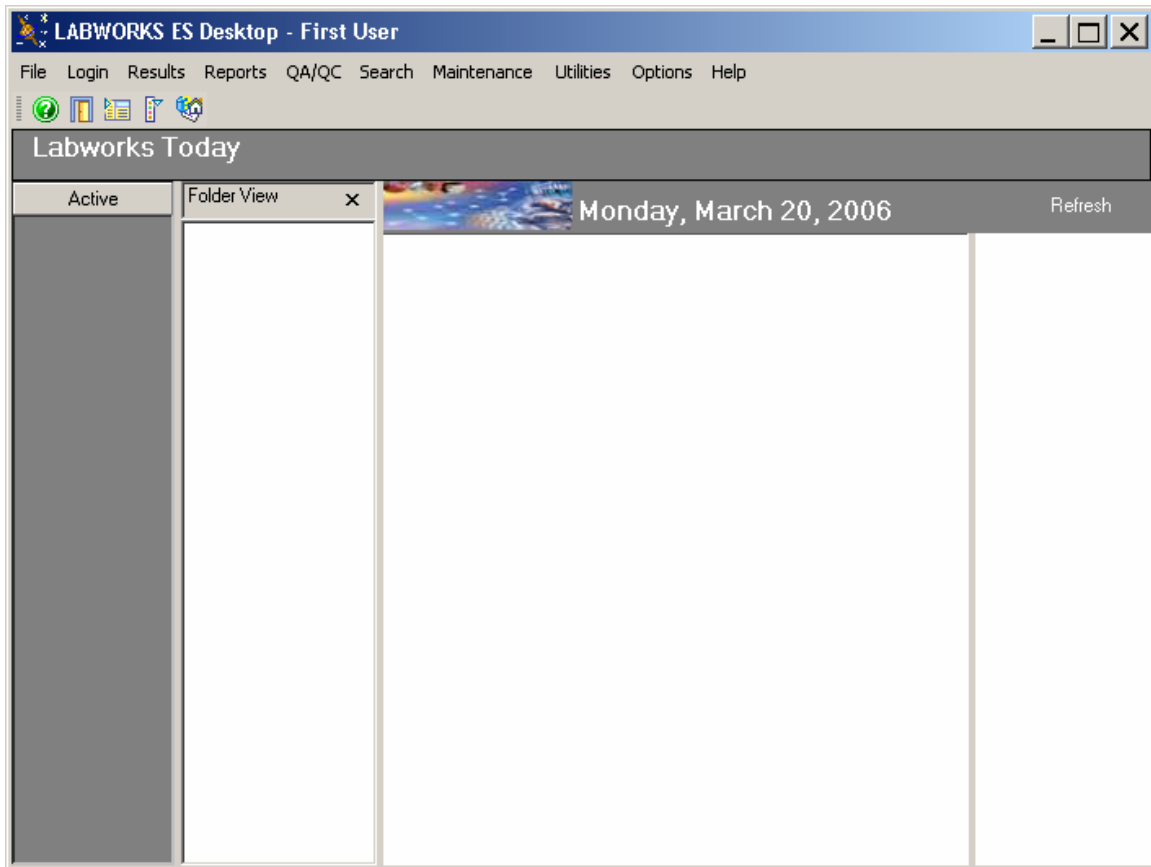 LABWORKS ES Desktop - First User
File Login Results Reports QA/QC Search Maintenance Utilities Options Help
Labworks Today
Active
Folder View
Monday, March 20, 2006
Refresh